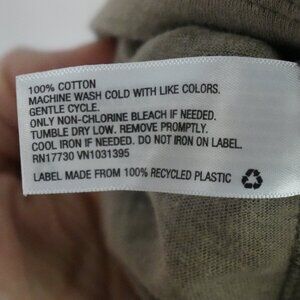 100% COTTON
MACHINE WASH COLD WITH LIKE COLORS.
GENTLE CYCLE.
ONLY NON-CHLORINE BLEACH IF NEEDED.
TUMBLE DRY LOW. REMOVE PROMPTLY.
COOL IRON IF NEEDED. DO NOT IRON ON LABEL.
RN17730 VN1031395
LABEL MADE FROM 100% RECYCLED PLASTIC